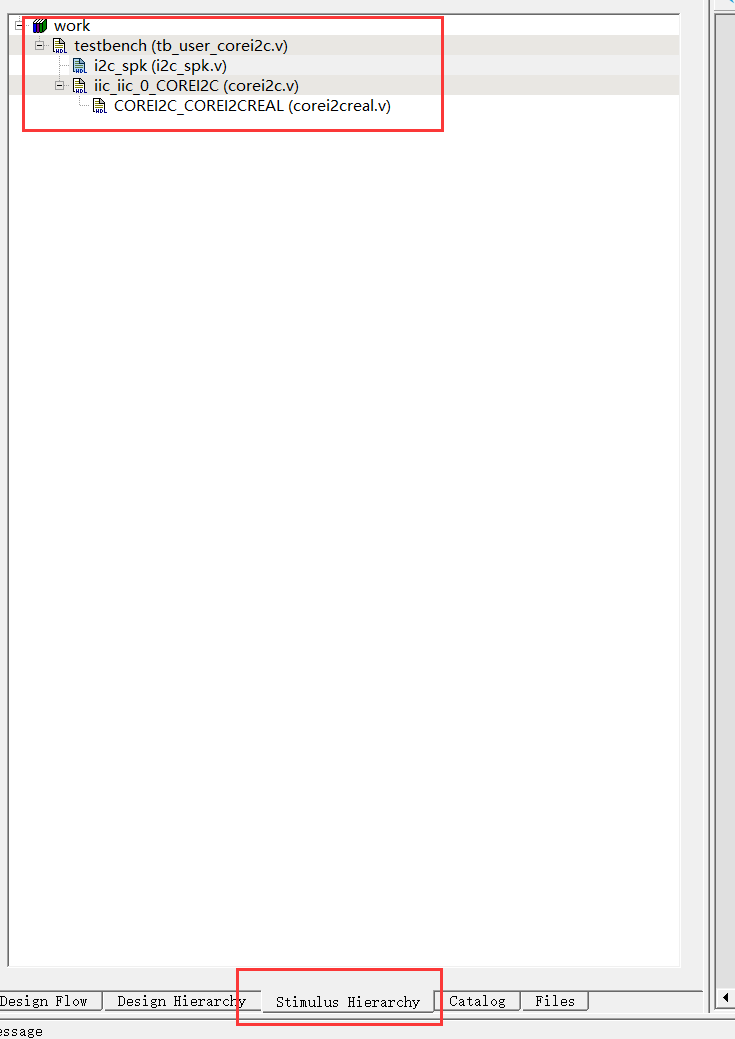 work
testbench (tb_user_corei2c.v)
i2c_spk (i2c_spk.v)
iic_iic_0_COREI2C (corei2c.v)
COREI2C_COREI2CREAL (corei2creal.v)
Design Flow
Design Hierarchy
Stimulus Hierarchy
Catalog
Files
essage